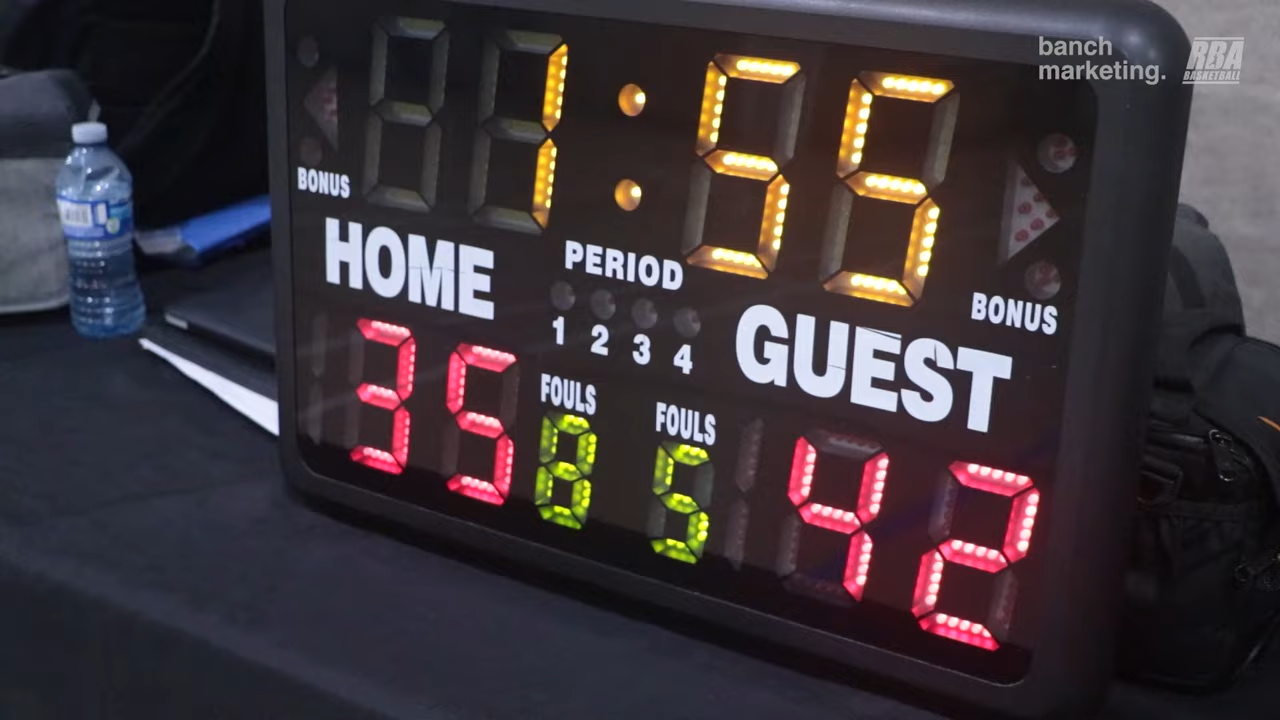 banch
marketing.
RBA
BASKETBALL
1:55
BONUS
BONUS
HOME
PERIOD
GUEST
1 2 3 4
FOULS
FOULS
35
8
5
42